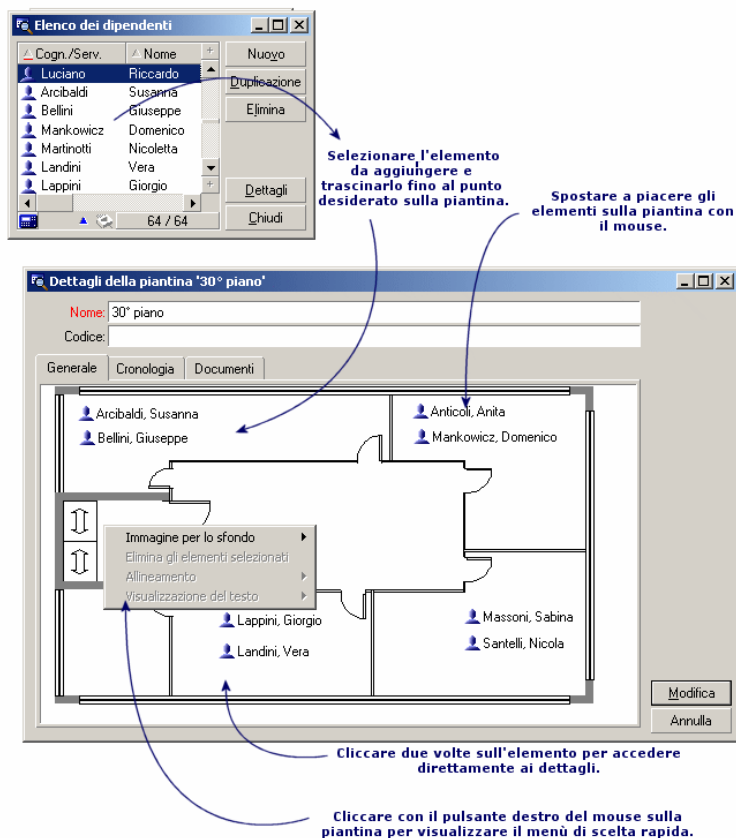 Elenco dei dipendenti
Cogn./Serv. Nome
Luciano Riccardo
Arcibaldi Susanna
Bellini Giuseppe
Mankowicz Domenico
Martinotti Nicoletta
Landini Vera
Lappini Giorgio
64 / 64
Nuovo
Duplicazione
Elimina
Dettagli
Chiudi
Selezionare l'elemento
da aggiungere e
trascinarlo fino al punto
desiderato sulla piantina.
Spostare a piacere gli
elementi sulla piantina con
il mouse.
Dettagli della piantina '30° piano'
Nome: 30° piano
Codice:
Generale Cronologia Documenti
Arcibaldi, Susanna
Bellini, Giuseppe
Anticoli, Anita
Mankowicz, Domenico
Immagine per lo sfondo
Elimina gli elementi selezionati
Allineamento
Visualizzazione del testo
Lappini, Giorgio
Landini, Vera
Massoni, Sabina
Santelli, Nicola
Modifica
Annulla
Cliccare due volte sull'elemento per accedere
direttamente ai dettagli.
Cliccare con il pulsante destro del mouse sulla
piantina per visualizzare il menù di scelta rapida.